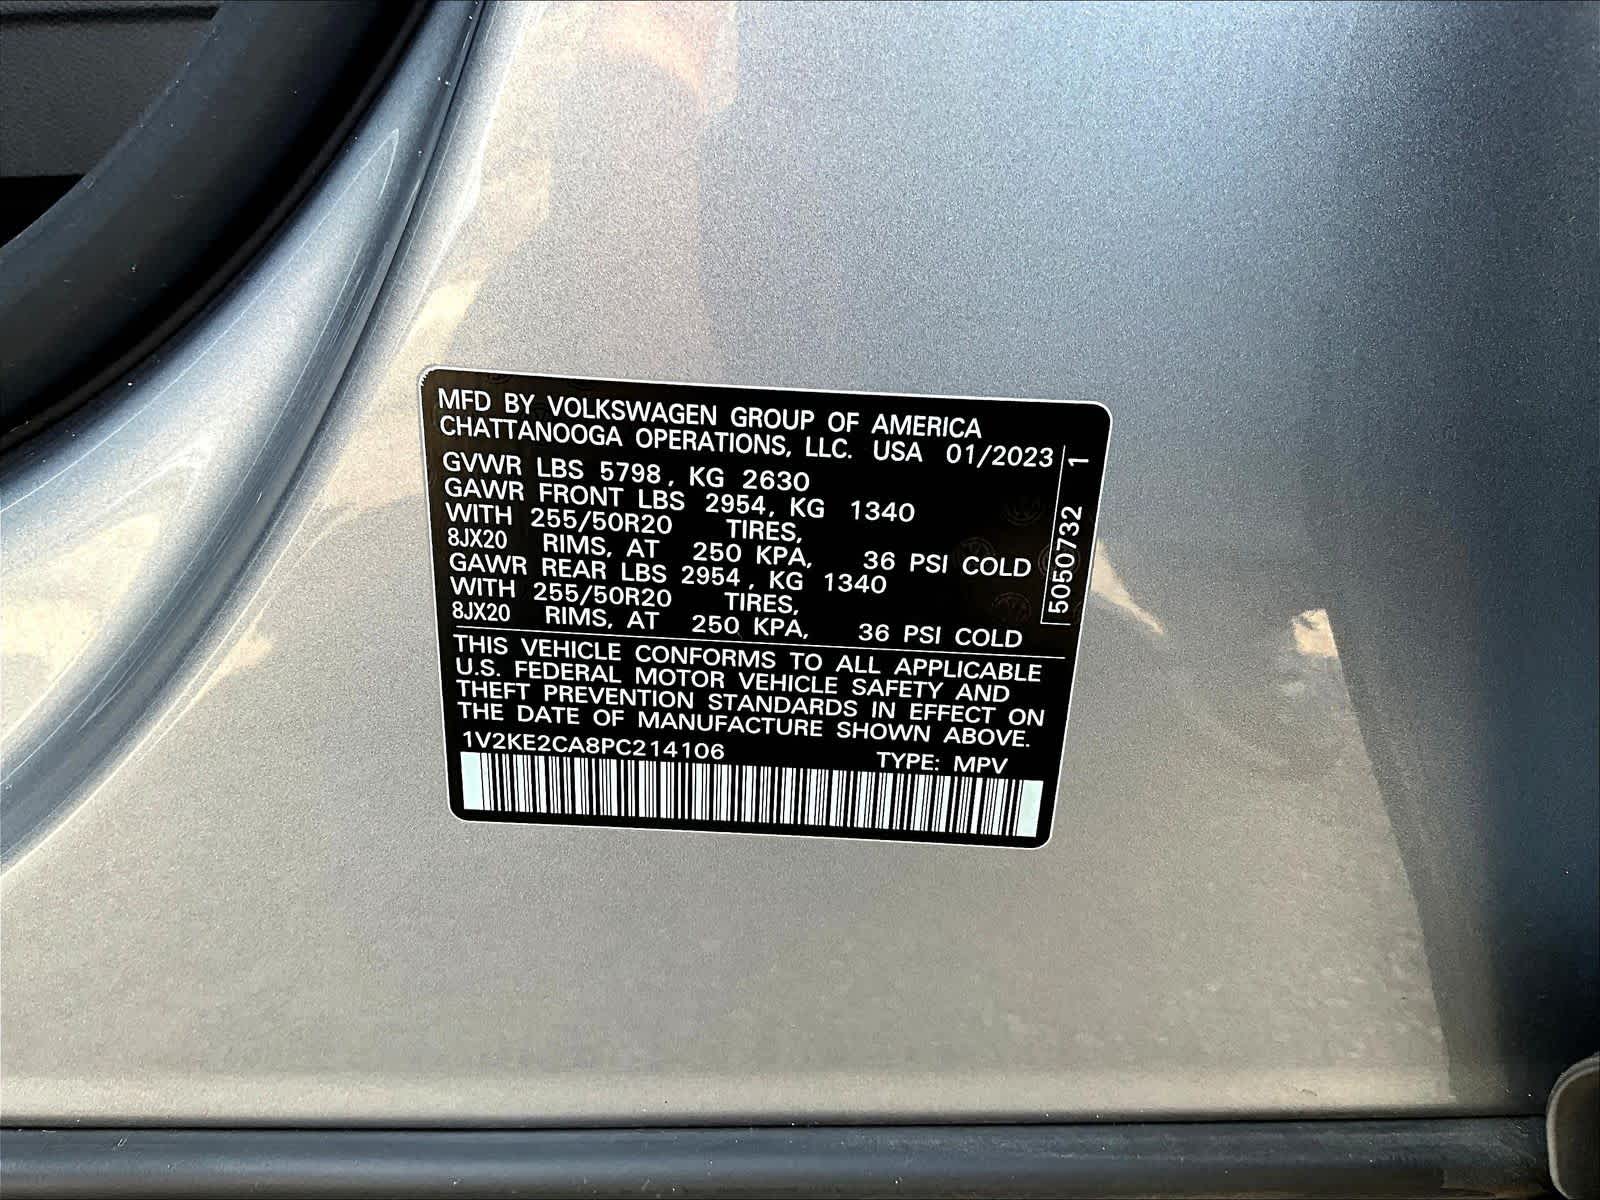 MFD BY VOLKSWAGEN GROUP OF AMERICA
CHATTANOOGA OPERATIONS, LLC. USA 01/2023
GVWR LBS 5798, KG 2630
GAWR FRONT LBS 2954, KG 1340
WITH 255/50R20 TIRES,
8JX20 RIMS, AT 250 KPA, 36 PSI COLD
GAWR REAR LBS 2954, KG 1340
WITH 255/50R20 TIRES,
8JX20 RIMS, AT 250 KPA, 36 PSI COLD
5050732 1
THIS VEHICLE CONFORMS TO ALL APPLICABLE
U.S. FEDERAL MOTOR VEHICLE SAFETY AND
THEFT PREVENTION STANDARDS IN EFFECT ON
THE DATE OF MANUFACTURE SHOWN ABOVE.
1V2KE2CA8PC214106 TYPE: MPV